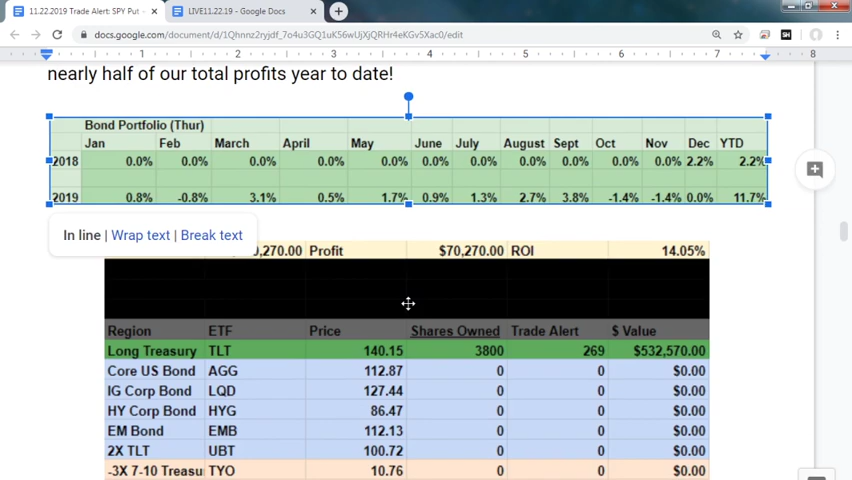 11.22.2019 Trade Alert: SPY Put -
LIVE11.22.19 - Google Docs
docs.google.com/document/d/1Qhnnz2ryjdf_7o4u3GQ1uK56wUjXjQRHr4eKGv5Xac0/edit
1 2 3 4 5 6 7 8
nearly half of our total profits year to date!
Bond Portfolio (Thur)
Jan Feb March April May June July August Sept Oct Nov Dec YTD
2018 0.0% 0.0% 0.0% 0.0% 0.0% 0.0% 0.0% 0.0% 0.0% 0.0% 0.0% 2.2% 2.2%
2019 0.8% -0.8% 3.1% 0.5% 1.7% 0.9% 1.3% 2.7% 3.8% -1.4% -1.4% 0.0% 11.7%
In line | Wrap text | Break text
0,270.00 Profit $70,270.00 ROI 14.05%
Region ETF Price Shares Owned Trade Alert $ Value
Long Treasury TLT 140.15 3800 269 $532,570.00
Core US Bond AGG 112.87 0 0 $0.00
IG Corp Bond LQD 127.44 0 0 $0.00
HY Corp Bond HYG 86.47 0 0 $0.00
EM Bond EMB 112.13 0 0 $0.00
2X TLT UBT 100.72 0 0 $0.00
-3X 7-10 Treasu TYO 10.76 0 0 $0.00